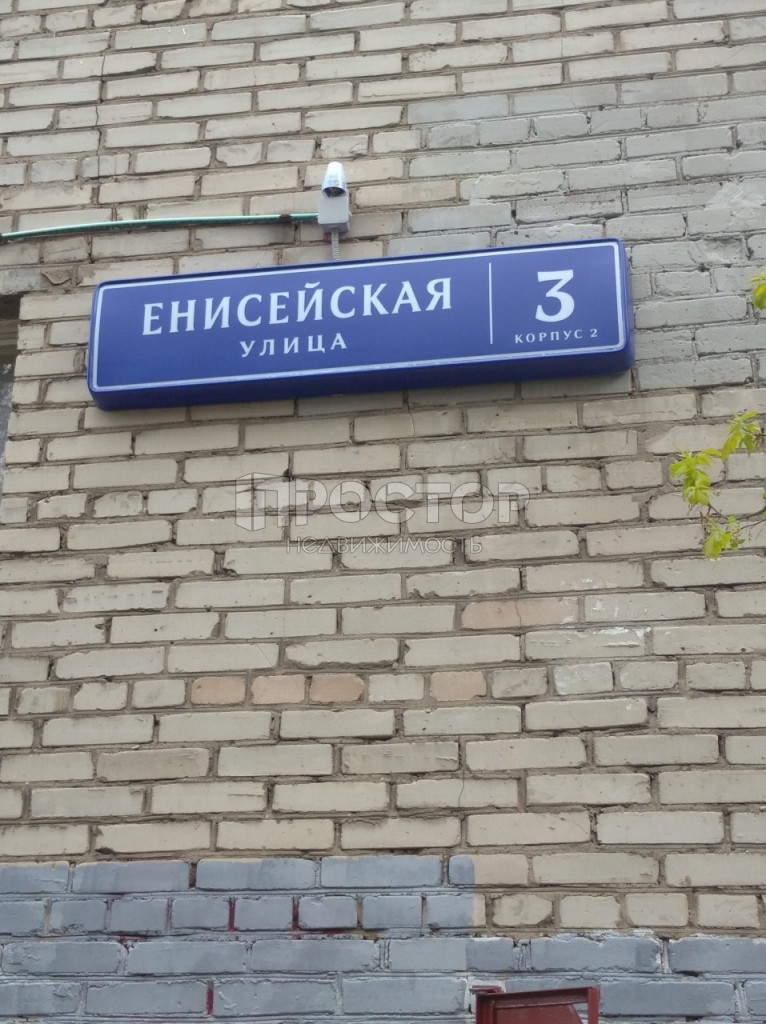 ЕНИСЕЙСКАЯ
УЛИЦА
3
КОРПУС 2
ПРОСТОР
НЕДВИЖИМОСТЬ